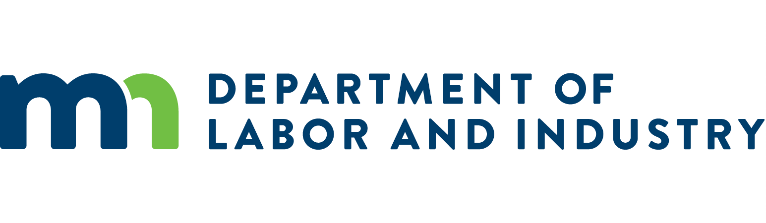 mn
DEPARTMENT OF
LABOR AND INDUSTRY